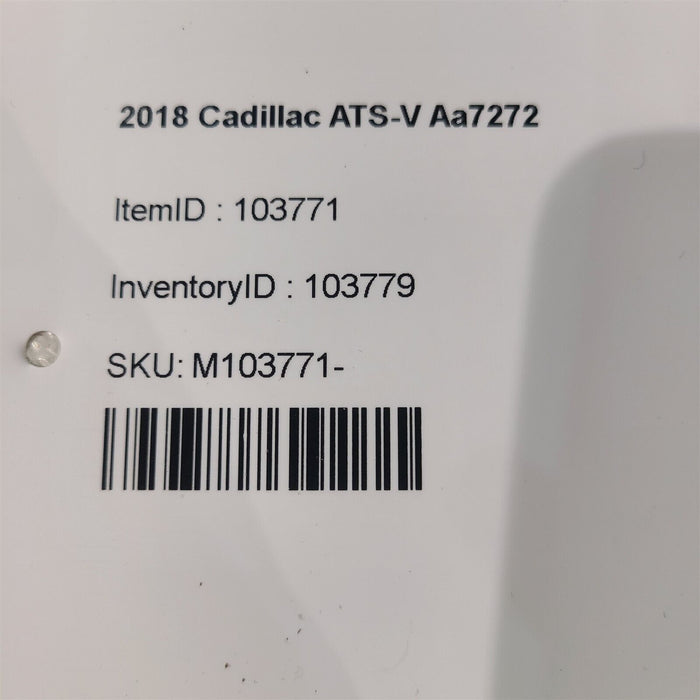 2018 Cadillac ATS-V Aa7272
ItemID : 103771
InventoryID : 103779
SKU: M103771-